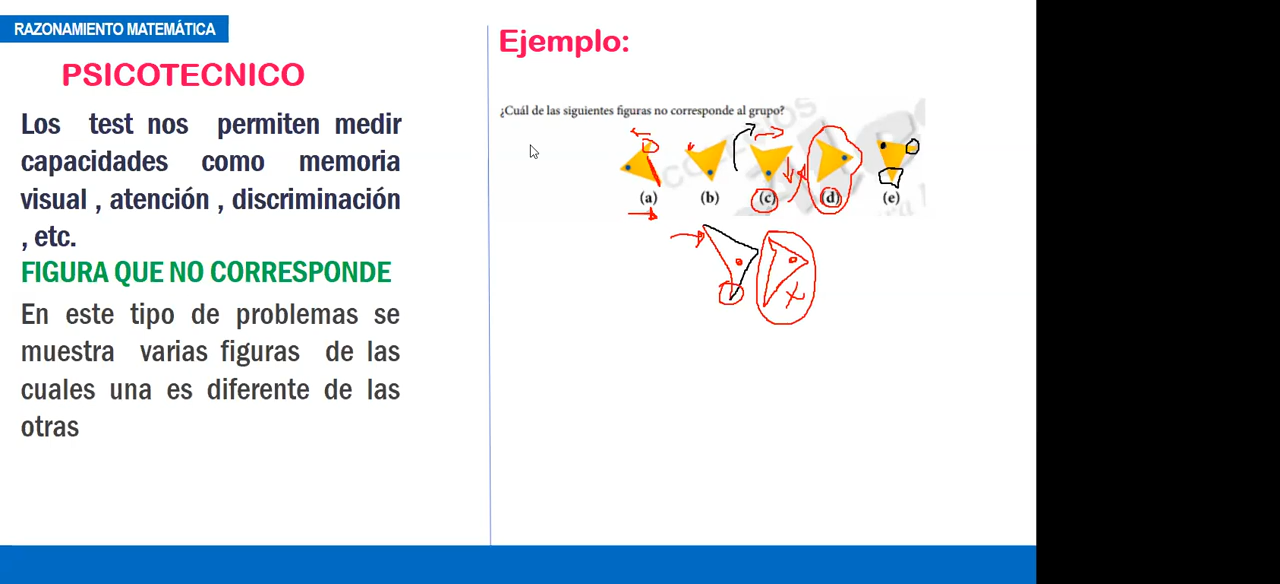 RAZONAMIENTO MATEMÁTICA
PSICOTECNICO
Los test nos permiten medir
capacidades como memoria
visual , atención , discriminación
, etc.
FIGURA QUE NO CORRESPONDE
En este tipo de problemas se
muestra varias figuras de las
cuales una es diferente de las
otras
Ejemplo:
¿Cuál de las siguientes figuras no corresponde al grupo?
(a) (b) (c) (d) (e)